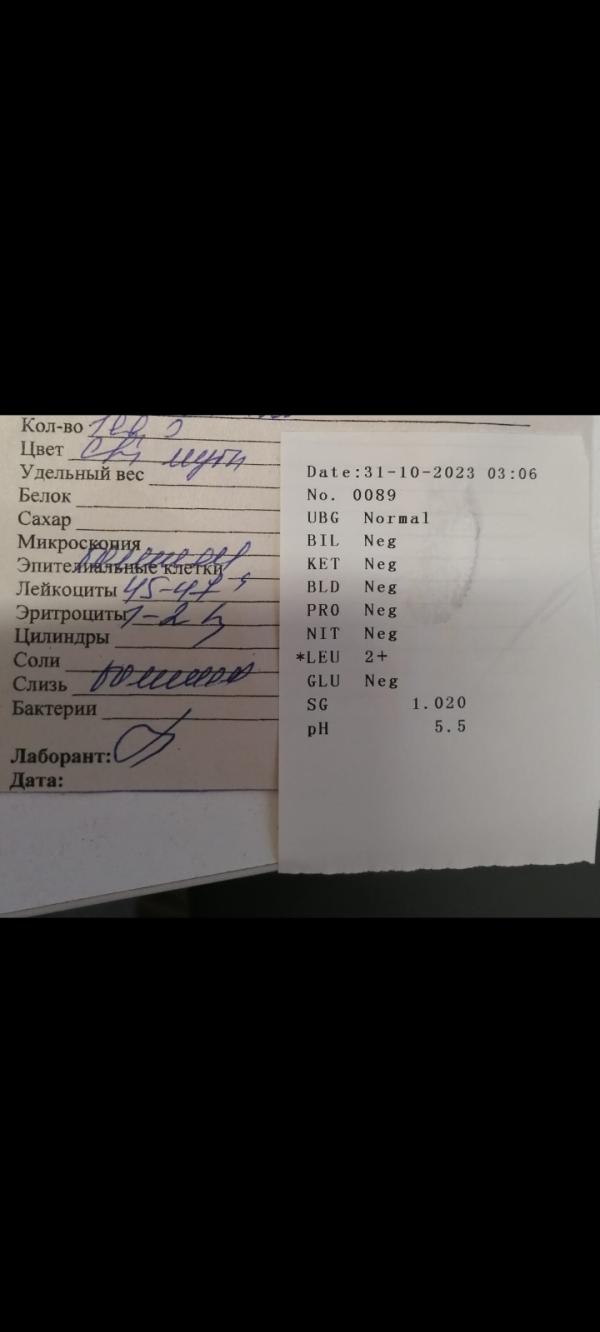 Кол-во
Цвет
Удельный вес
Белок
Сахар
Микроскопия
Эпителиальные клетки
Лейкоциты 45-47
Эритроциты 1-2
Цилиндры
Соли
Слизь
Бактерии
Лаборант:
Дата:
Date:31-10-2023 03:06
No. 0089
UBG Normal
BIL Neg
KET Neg
BLD Neg
PRO Neg
NIT Neg
*LEU 2+
GLU Neg
SG 1.020
pH 5.5